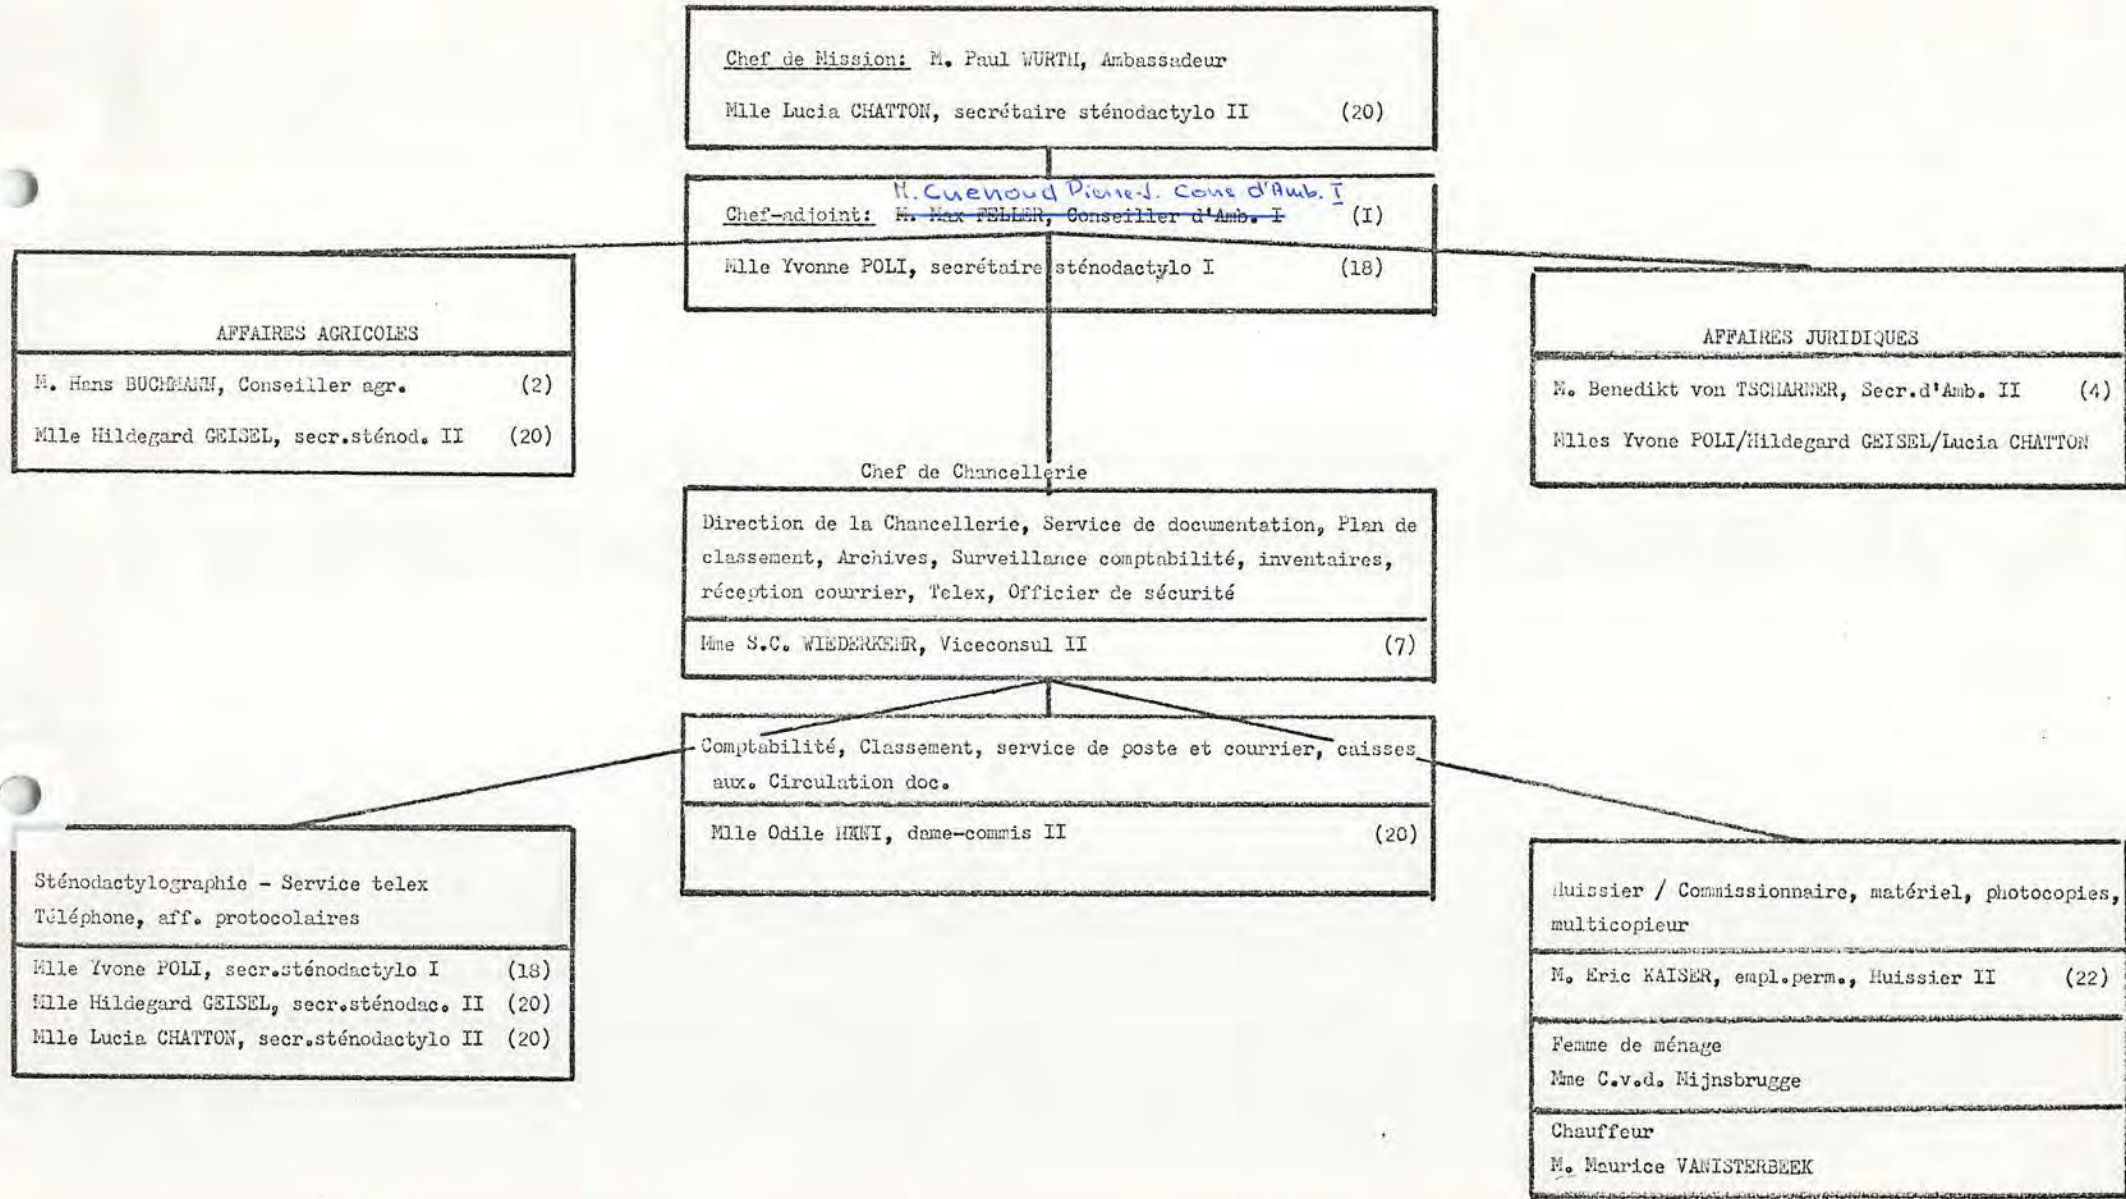 Chef de Mission: M. Paul WURTH, Ambassadeur
Mlle Lucia CHATTON, secrétaire sténodactylo II (20)
M. Cuenoud Pierre-J. Cons d'Amb. I
Chef-adjoint: M. Max FELLER, Conseiller d'Amb. I (I)
Mlle Yvonne POLI, secrétaire sténodactylo I (18)
AFFAIRES AGRICOLES
M. Hans BUCHMANN, Conseiller agr. (2)
Mlle Hildegard GEISEL, secr.sténod. II (20)
AFFAIRES JURIDIQUES
M. Benedikt von TSCHARNER, Secr.d'Amb. II (4)
Mlles Yvone POLI/Hildegard GEISEL/Lucia CHATTON
Chef de Chancellerie
Direction de la Chancellerie, Service de documentation, Plan de
classement, Archives, Surveillance comptabilité, inventaires,
réception courrier, Telex, Officier de sécurité
Mme S.C. WIEDERKEHR, Viceconsul II (7)
Comptabilité, Classement, service de poste et courrier, caisses
aux. Circulation doc.
Mlle Odile HÄNI, dame-commis II (20)
Sténodactylographie - Service telex
Téléphone, aff. protocolaires
Mlle Yvone POLI, secr.sténodactylo I (18)
Mlle Hildegard GEISEL, secr.sténodac. II (20)
Mlle Lucia CHATTON, secr.sténodactylo II (20)
Huissier / Commissionnaire, matériel, photocopies,
multicopieur
M. Eric KAISER, empl.perm., Huissier II (22)
Femme de ménage
Mme C.v.d. Mijnsbrugge
Chauffeur
M. Maurice VANISTERBEEK